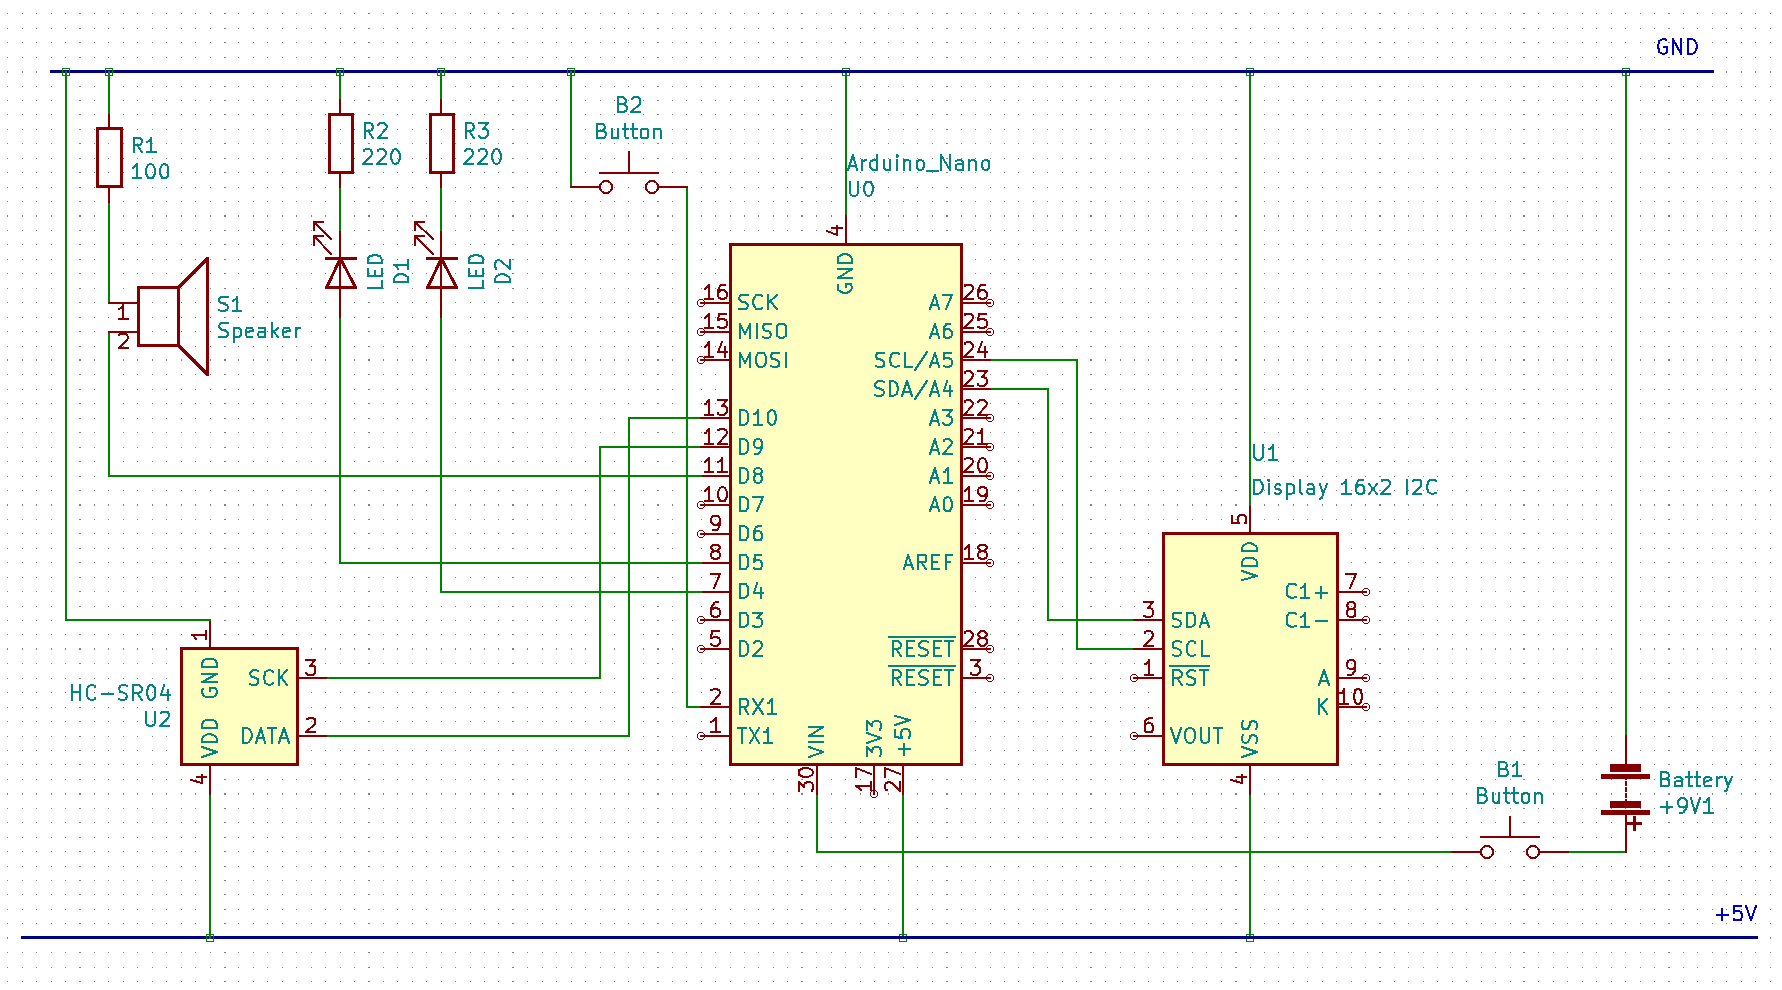 GND
B2
Button
R1
100
R2
220
R3
220
Arduino_Nano
U0
4
GND
LED
D1
LED
D2
1
2
S1
Speaker
16 SCK
15 MISO
14 MOSI
13 D10
12 D9
11 D8
10 D7
9 D6
8 D5
7 D4
6 D3
5 D2
2 RX1
1 TX1
A7 26
A6 25
SCL/A5 24
SDA/A4 23
A3 22
A2 21
A1 20
A0 19
AREF 18
RESET 28
RESET 3
VIN
3V3
+5V
30
17
27
U1
Display 16x2 I2C
5
VDD
C1+ 7
C1- 8
3 SDA
2 SCL
1 RST
A 9
K 10
6 VOUT
VSS
4
HC-SR04
U2
1
GND
SCK 3
VDD
DATA 2
4
B1
Button
Battery
+9V1
+
+5V